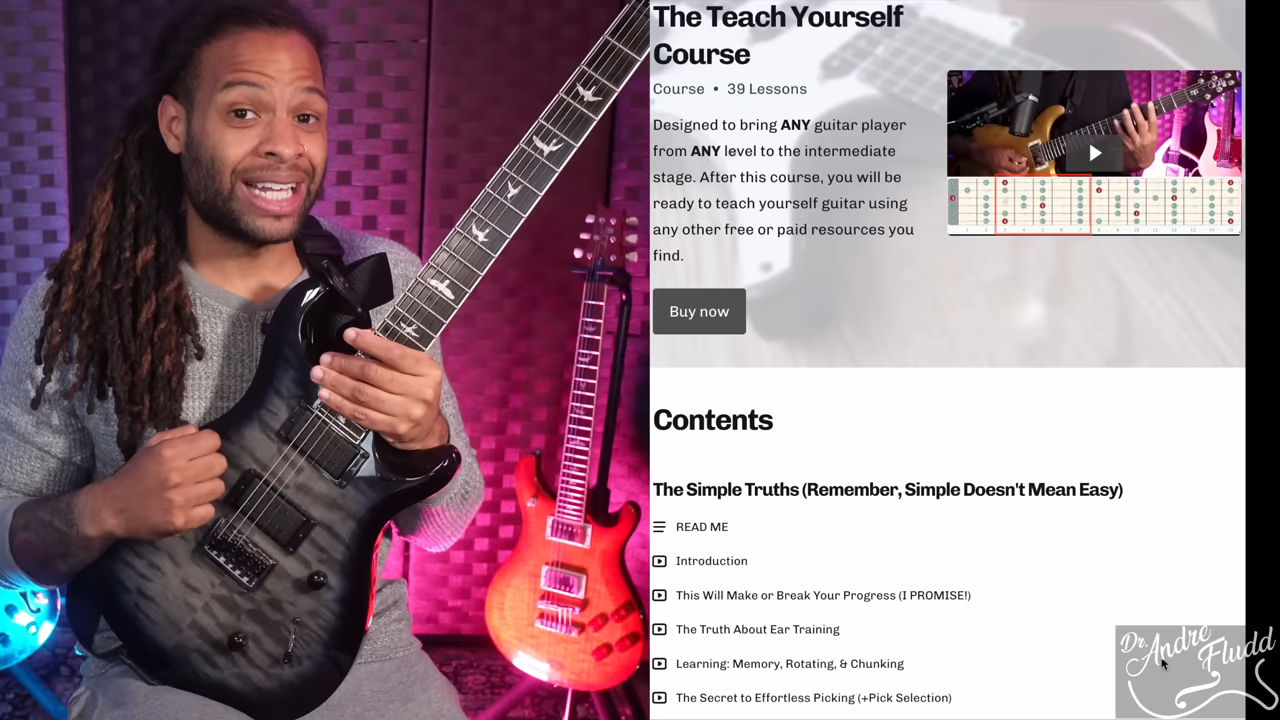 The Teach Yourself
Course
Course • 39 Lessons
Designed to bring ANY guitar player
from ANY level to the intermediate
stage. After this course, you will be
ready to teach yourself guitar using
any other free or paid resources you
find.
Buy now
Contents
The Simple Truths (Remember, Simple Doesn't Mean Easy)
READ ME
Introduction
This Will Make or Break Your Progress (I PROMISE!)
The Truth About Ear Training
Learning: Memory, Rotating, & Chunking
The Secret to Effortless Picking (+Pick Selection)
Dr. Andre
Fludd